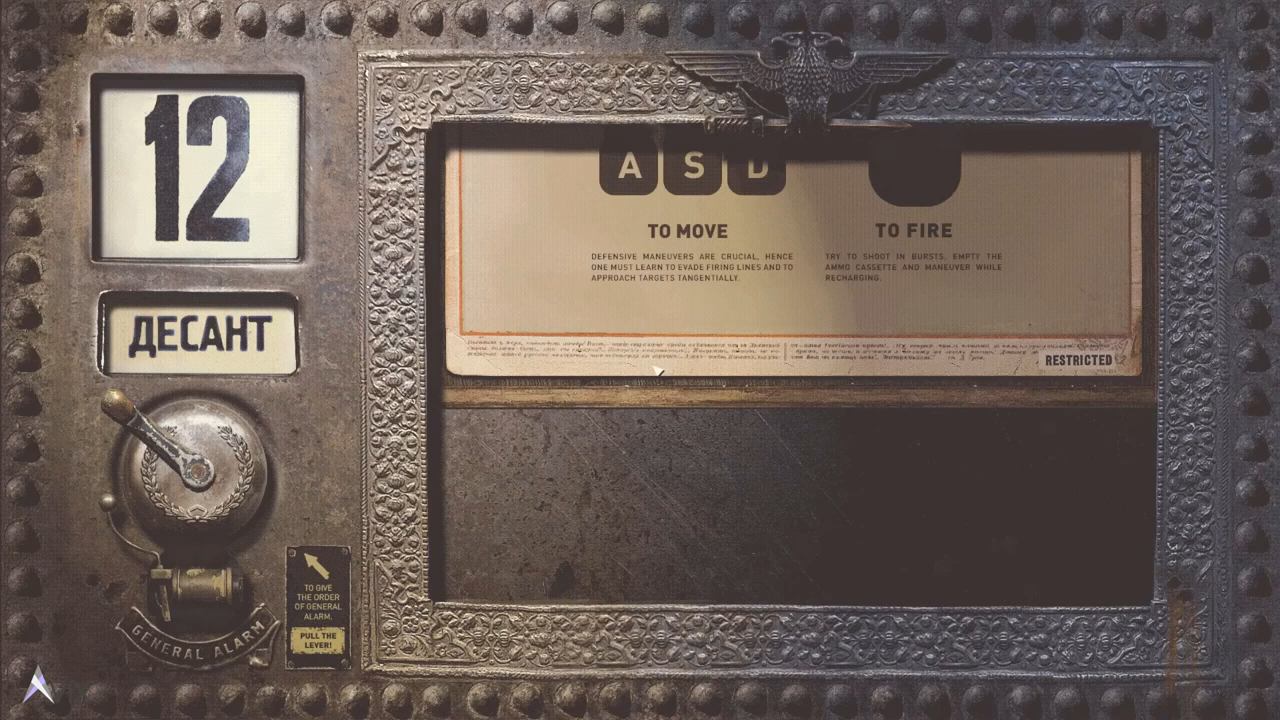 12
ДЕСАНТ
GENERAL ALARM
TO GIVE
THE ORDER
OF GENERAL
ALARM,
PULL THE
LEVER!
A S D
TO MOVE
DEFENSIVE MANEUVERS ARE CRUCIAL, HENCE
ONE MUST LEARN TO EVADE FIRING LINES AND TO
APPROACH TARGETS TANGENTIALLY.
TO FIRE
TRY TO SHOOT IN BURSTS, EMPTY THE
AMMO CASSETTE AND MANEUVER WHILE
RECHARGING.
RESTRICTED